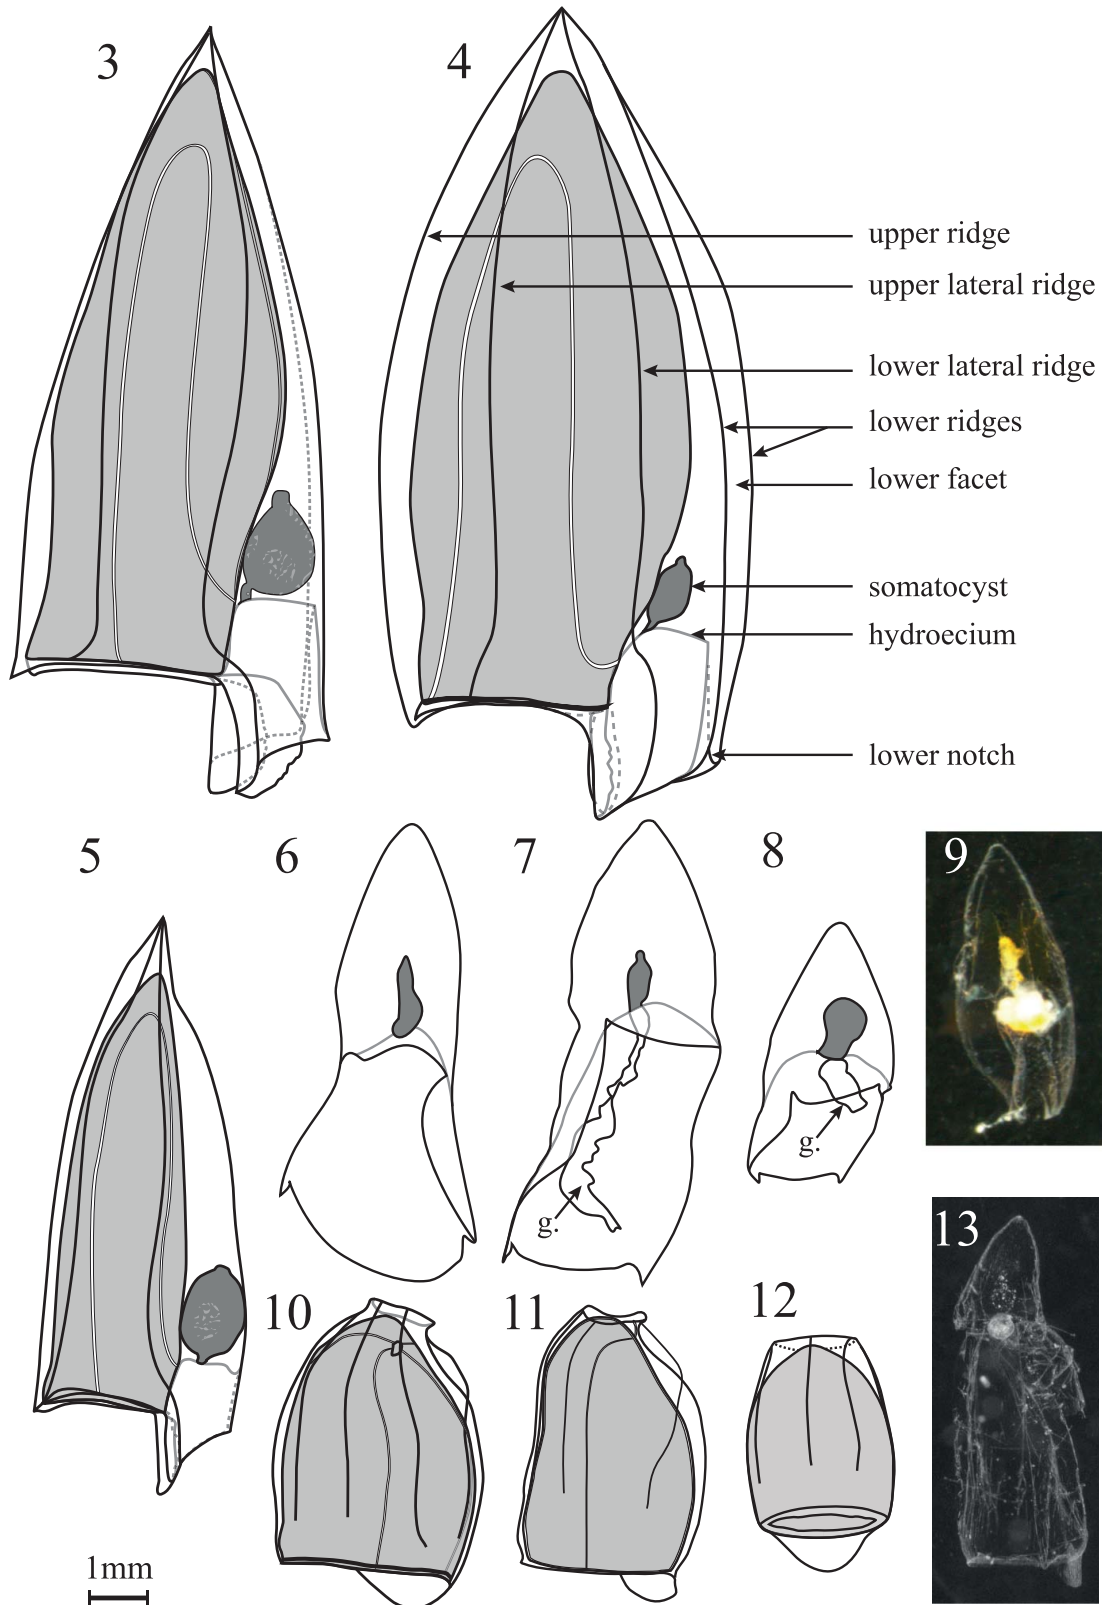 3
4
upper ridge
upper lateral ridge
lower lateral ridge
lower ridges
lower facet
somatocyst
hydroecium
lower notch
5
6
7
8
9
g.
g.
10
11
12
13
1mm